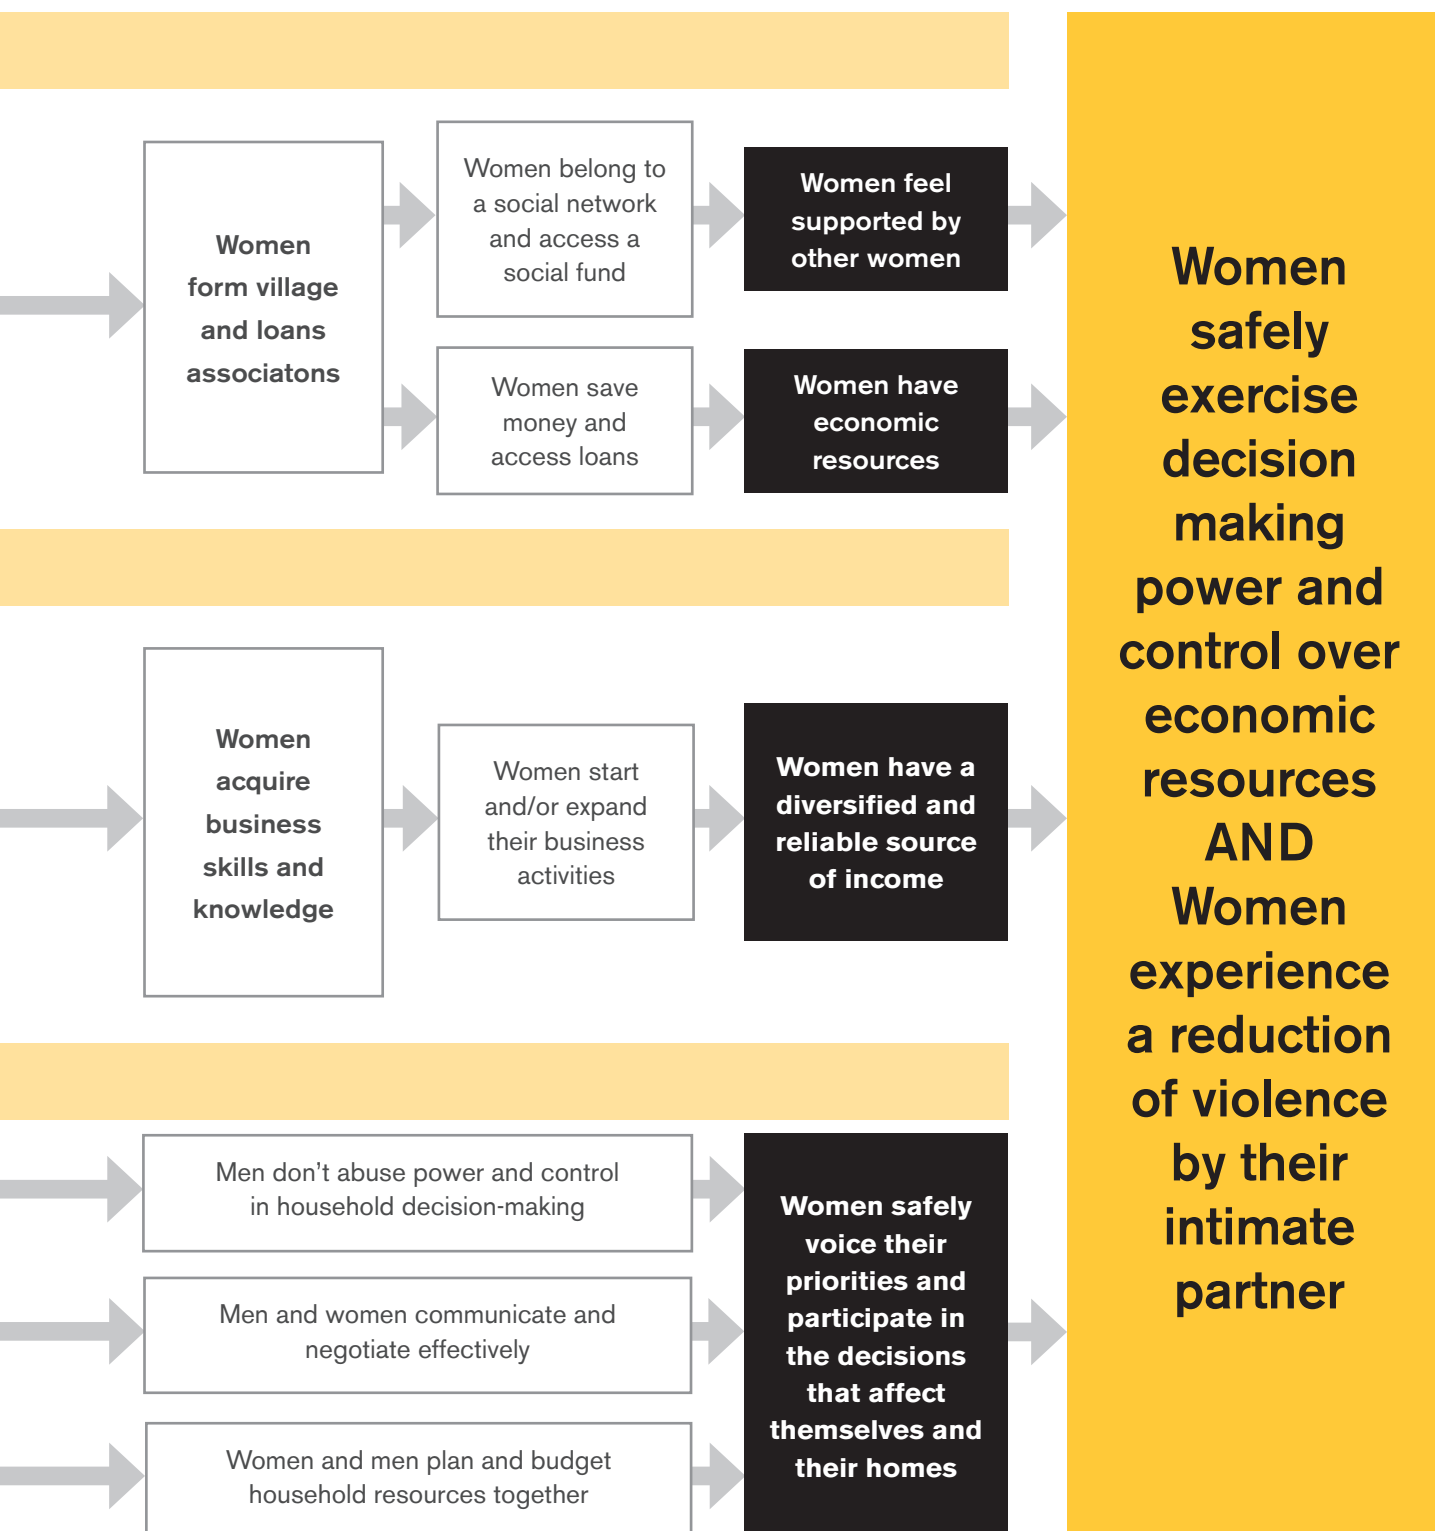 Women
form village
and loans
associatons
Women belong to
a social network
and access a
social fund
Women feel
supported by
other women
Women save
money and
access loans
Women have
economic
resources
Women
acquire
business
skills and
knowledge
Women start
and/or expand
their business
activities
Women have a
diversified and
reliable source
of income
Men don’t abuse power and control
in household decision-making
Men and women communicate and
negotiate effectively
Women and men plan and budget
household resources together
Women safely
voice their
priorities and
participate in
the decisions
that affect
themselves and
their homes
Women
safely
exercise
decision
making
power and
control over
economic
resources
AND
Women
experience
a reduction
of violence
by their
intimate
partner